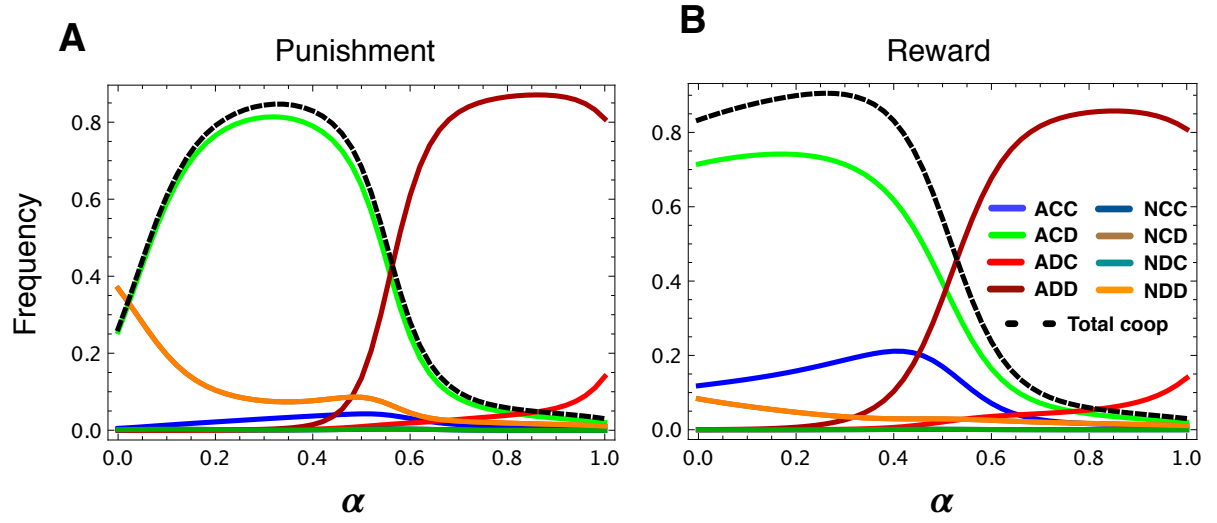 A
Punishment
B
Reward
Frequency
0.8
0.6
0.4
0.2
0.0
0.0 0.2 0.4 0.6 0.8 1.0
α
0.8
0.6
0.4
0.2
0.0
0.0 0.2 0.4 0.6 0.8 1.0
α
ACC NCC
ACD NCD
ADC NDC
ADD NDD
Total coop